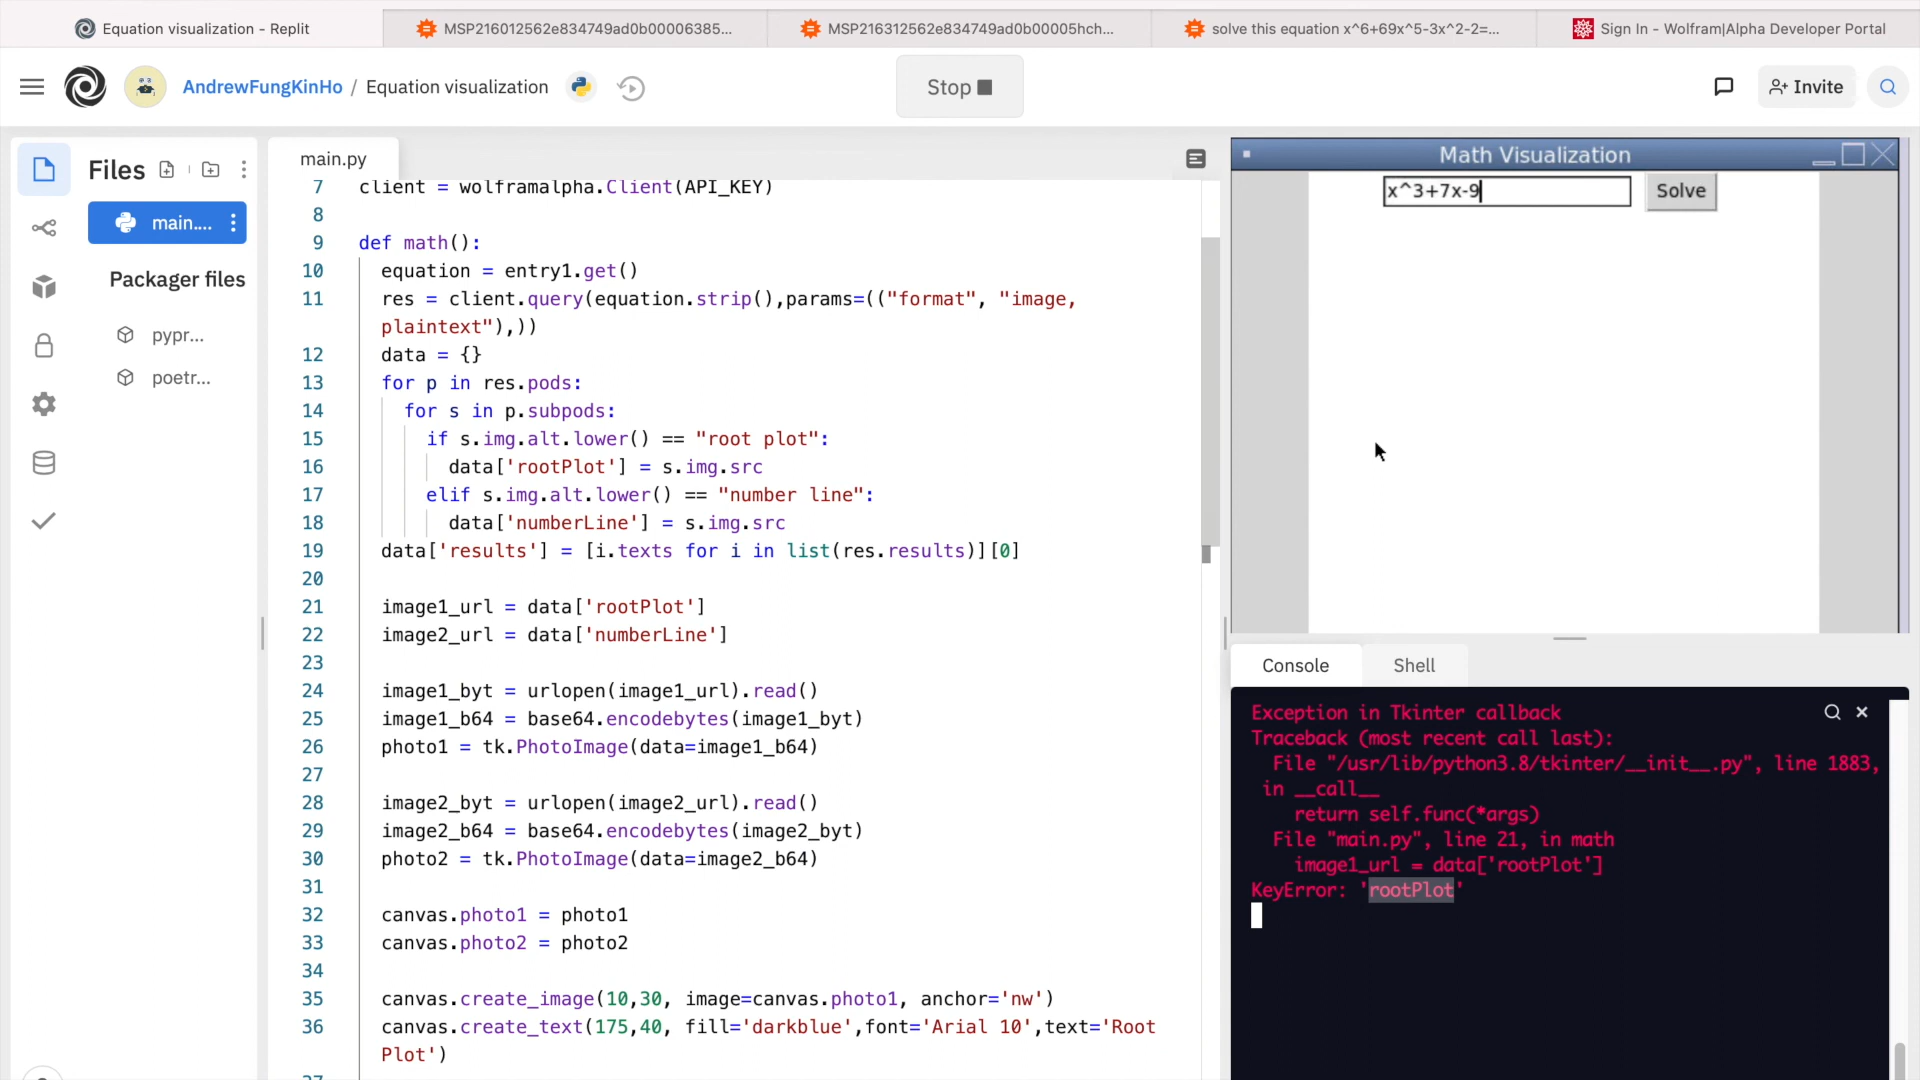 Equation visualization - Replit
MSP216012562e834749ad0b00006385...
MSP216312562e834749ad0b00005hch...
solve this equation x^6+69x^5-3x^2-2=...
Sign In - Wolfram|Alpha Developer Portal
AndrewFungKinHo / Equation visualization
Stop
Invite
Files
main....
Packager files
pypr...
poetr...
main.py
7 client = wolframalpha.Client(API_KEY)
8
9 def math():
10 equation = entry1.get()
11 res = client.query(equation.strip(),params=(("format", "image,
plaintext"),))
12 data = {}
13 for p in res.pods:
14 for s in p.subpods:
15 if s.img.alt.lower() == "root plot":
16 data['rootPlot'] = s.img.src
17 elif s.img.alt.lower() == "number line":
18 data['numberLine'] = s.img.src
19 data['results'] = [i.texts for i in list(res.results)][0]
20
21 image1_url = data['rootPlot']
22 image2_url = data['numberLine']
23
24 image1_byt = urlopen(image1_url).read()
25 image1_b64 = base64.encodebytes(image1_byt)
26 photo1 = tk.PhotoImage(data=image1_b64)
27
28 image2_byt = urlopen(image2_url).read()
29 image2_b64 = base64.encodebytes(image2_byt)
30 photo2 = tk.PhotoImage(data=image2_b64)
31
32 canvas.photo1 = photo1
33 canvas.photo2 = photo2
34
35 canvas.create_image(10,30, image=canvas.photo1, anchor='nw')
36 canvas.create_text(175,40, fill='darkblue',font='Arial 10',text='Root
Plot')
Math Visualization
x^3+7x-9
Solve
Console
Shell
Exception in Tkinter callback
Traceback (most recent call last):
File "/usr/lib/python3.8/tkinter/__init__.py", line 1883,
in __call__
return self.func(*args)
File "main.py", line 21, in math
image1_url = data['rootPlot']
KeyError: 'rootPlot'